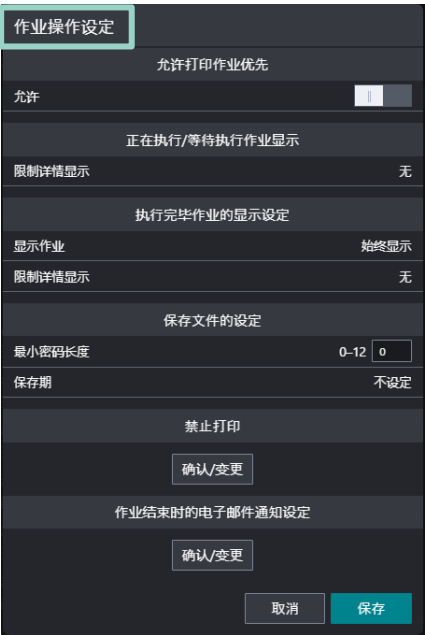 作业操作设定
允许打印作业优先
允许
正在执行/等待执行作业显示
限制详情显示 无
执行完毕作业的显示设定
显示作业 始终显示
限制详情显示 无
保存文件的设定
最小密码长度 0–12 0
保存期 不设定
禁止打印
确认/变更
作业结束时的电子邮件通知设定
确认/变更
取消 保存